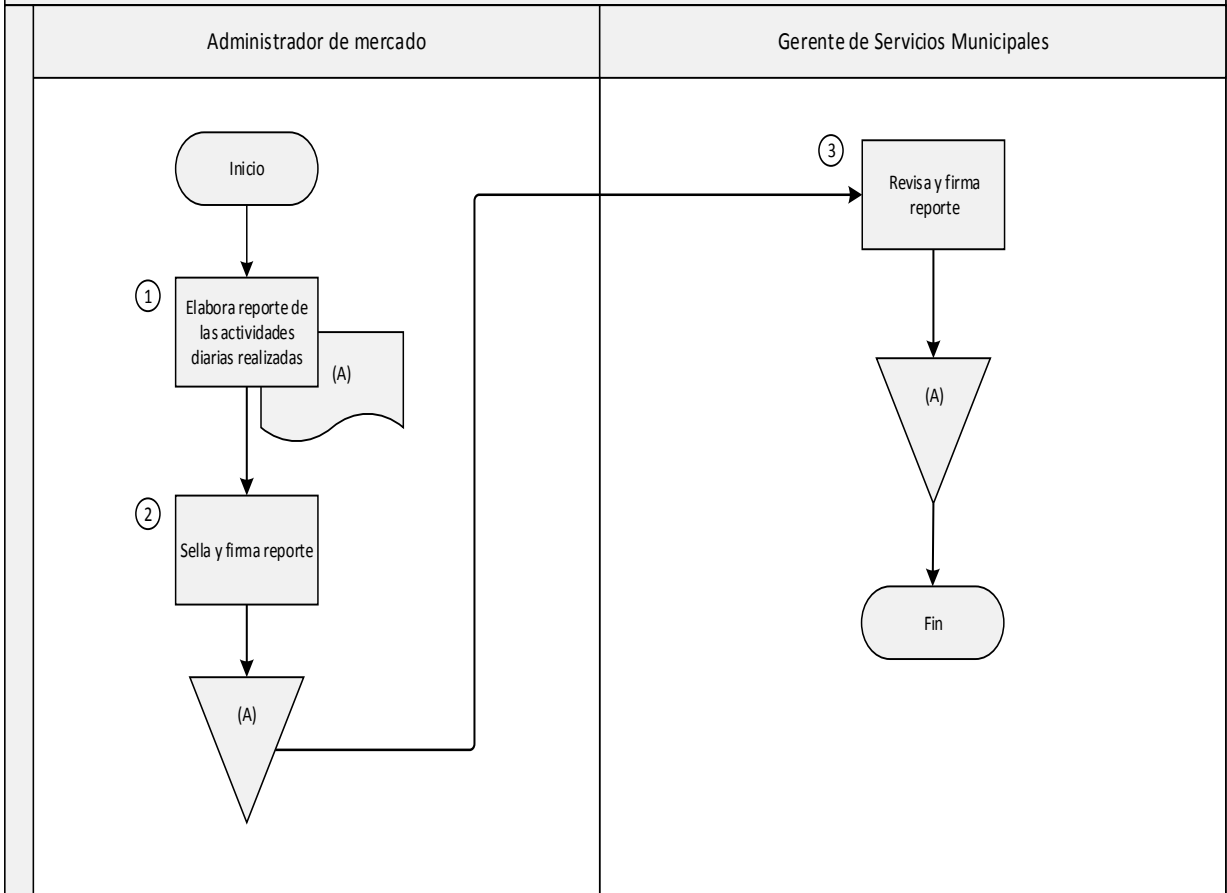 Administrador de mercado
Gerente de Servicios Municipales
Inicio
1
Elabora reporte de
las actividades
diarias realizadas
(A)
2
Sella y firma reporte
(A)
3
Revisa y firma
reporte
(A)
Fin